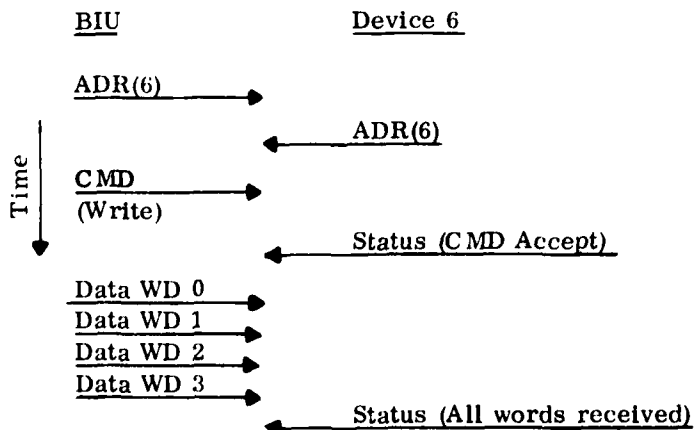 BIU Device 6
ADR(6)
ADR(6)
Time
CMD
(Write)
Status (CMD Accept)
Data WD 0
Data WD 1
Data WD 2
Data WD 3
Status (All words received)